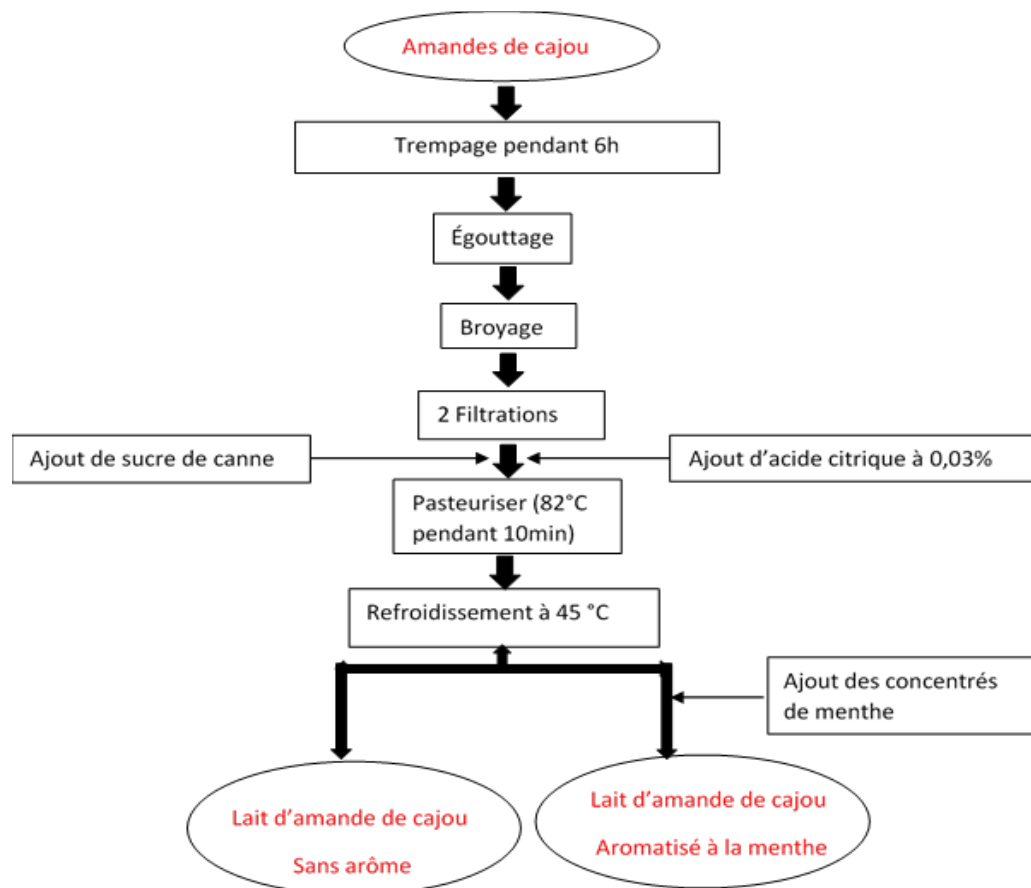 Amandes de cajou
Trempage pendant 6h
Égouttage
Broyage
2 Filtrations
Ajout de sucre de canne
Ajout d’acide citrique à 0,03%
Pasteuriser (82°C
pendant 10min)
Refroidissement à 45 °C
Ajout des concentrés
de menthe
Lait d’amande de cajou
Sans arôme
Lait d’amande de cajou
Aromatisé à la menthe